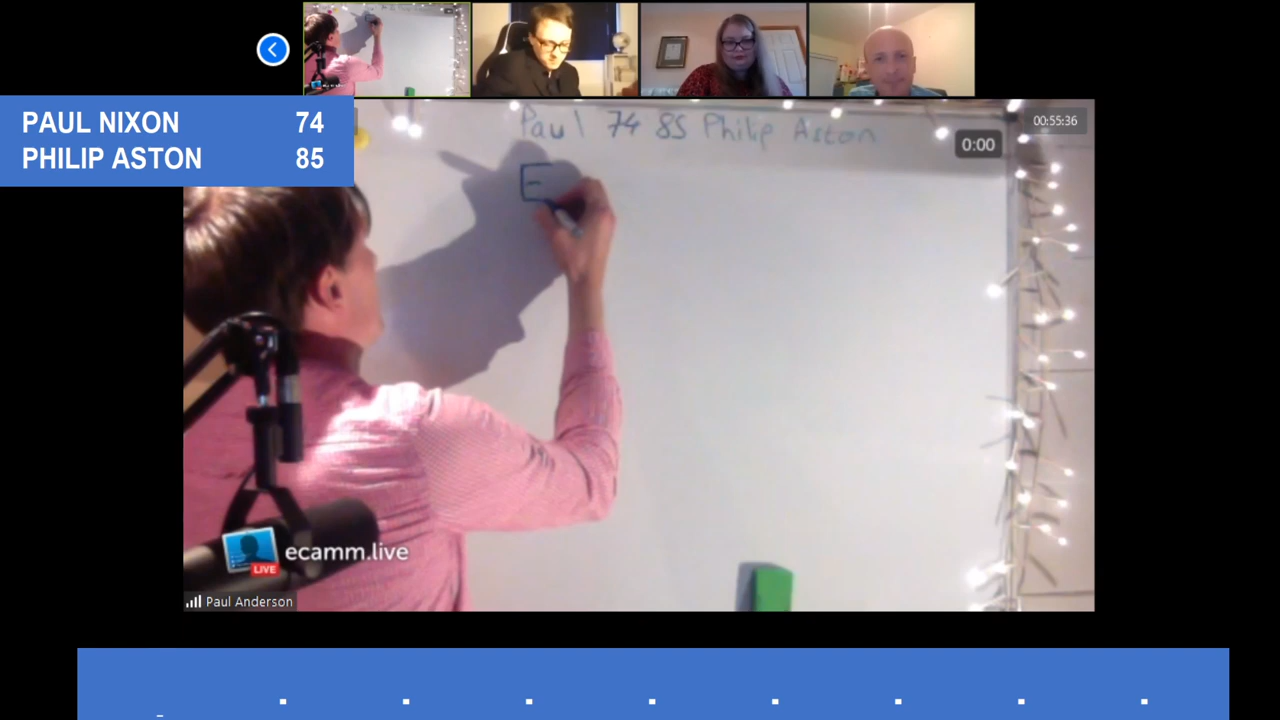 PAUL NIXON 74
PHILIP ASTON 85
Paul 74 85 Philip Aston
00:55:36
0:00
E
ecamm.live
LIVE
Paul Anderson